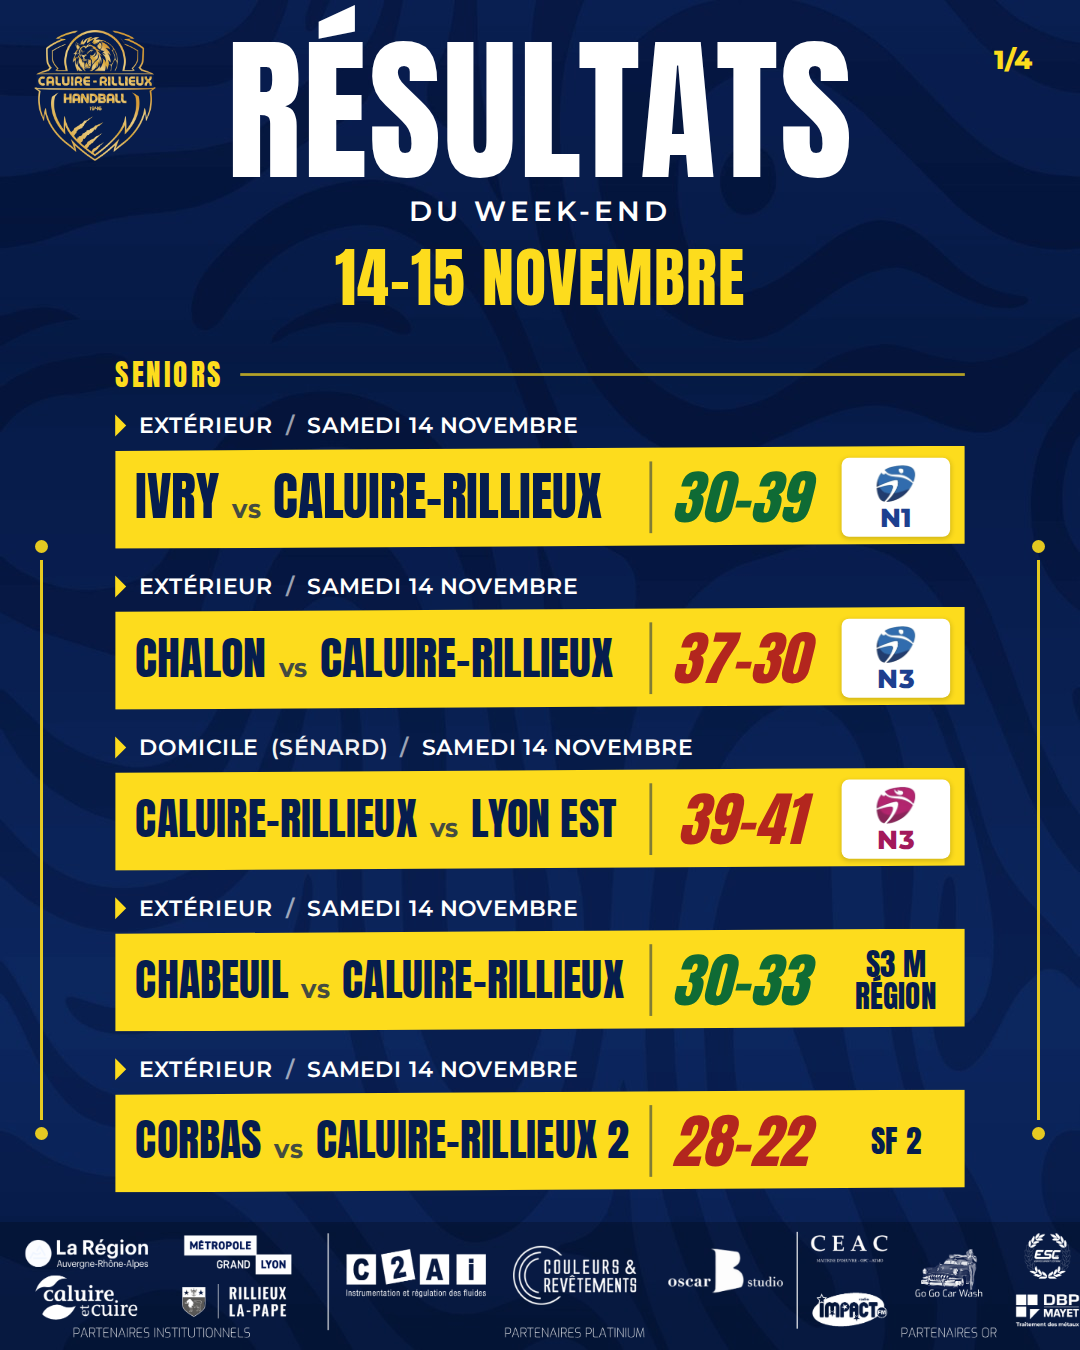 CALUIRE-RILLIEUX
HANDBALL
RÉSULTATS
1/4
DU WEEK-END
14-15 NOVEMBRE
SENIORS
EXTÉRIEUR / SAMEDI 14 NOVEMBRE
IVRY vs CALUIRE-RILLIEUX 30-39 N1
EXTÉRIEUR / SAMEDI 14 NOVEMBRE
CHALON vs CALUIRE-RILLIEUX 37-30 N3
DOMICILE (SÉNARD) / SAMEDI 14 NOVEMBRE
CALUIRE-RILLIEUX vs LYON EST 39-41 N3
EXTÉRIEUR / SAMEDI 14 NOVEMBRE
CHABEUIL vs CALUIRE-RILLIEUX 30-33 S3 M
RÉGION
EXTÉRIEUR / SAMEDI 14 NOVEMBRE
CORBAS vs CALUIRE-RILLIEUX 2 28-22 SF 2
La Région
Auvergne-Rhône-Alpes
MÉTROPOLE
GRAND LYON
caluire
et cuire
RILLIEUX
LA-PAPE
PARTENAIRES INSTITUTIONNELS
C2Ai
Instrumentation et régulation des fluides
COULEURS &
REVÊTEMENTS
oscar B studio
PARTENAIRES PLATINIUM
CEAC
radio
IMPACT FM
Go Go Car Wash
ESC
DBP
MAYET
Traitement des métaux
PARTENAIRES OR